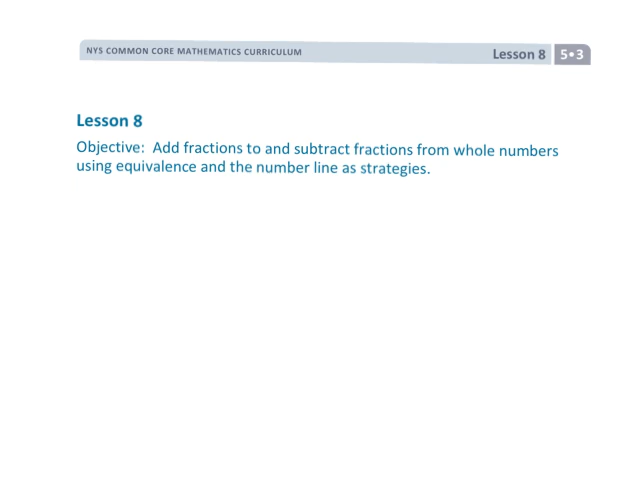 NYS COMMON CORE MATHEMATICS CURRICULUM Lesson 8 5•3
Lesson 8
Objective: Add fractions to and subtract fractions from whole numbers
using equivalence and the number line as strategies.